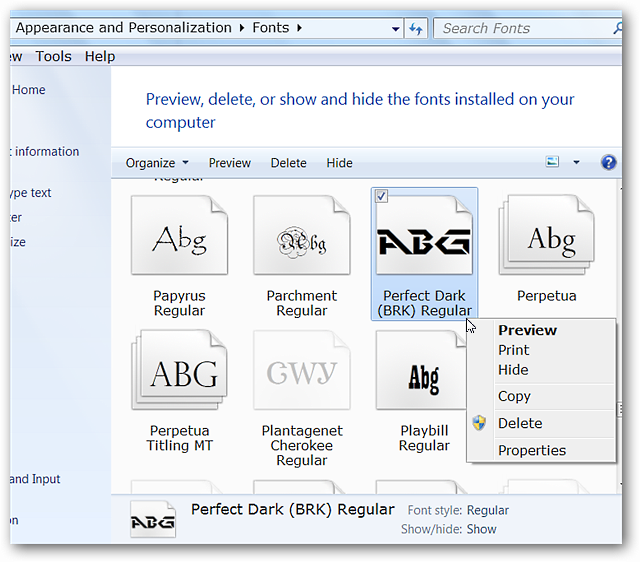 Appearance and Personalization ▸ Fonts ▸
Search Fonts
ew Tools Help
Home
Preview, delete, or show and hide the fonts installed on your
computer
t information
Organize Preview Delete Hide
Regular
ype text
ter
ize
Abg
Abg
ABG
Abg
Papyrus
Regular
Parchment
Regular
Perfect Dark
(BRK) Regular
Perpetua
Preview
Print
Hide
Copy
Delete
Properties
ABG
Abg
Perpetua
Titling MT
Plantagenet
Cherokee
Regular
Playbill
Regular
and Input
on
ABG
Perfect Dark (BRK) Regular
Font style: Regular
Show/hide: Show